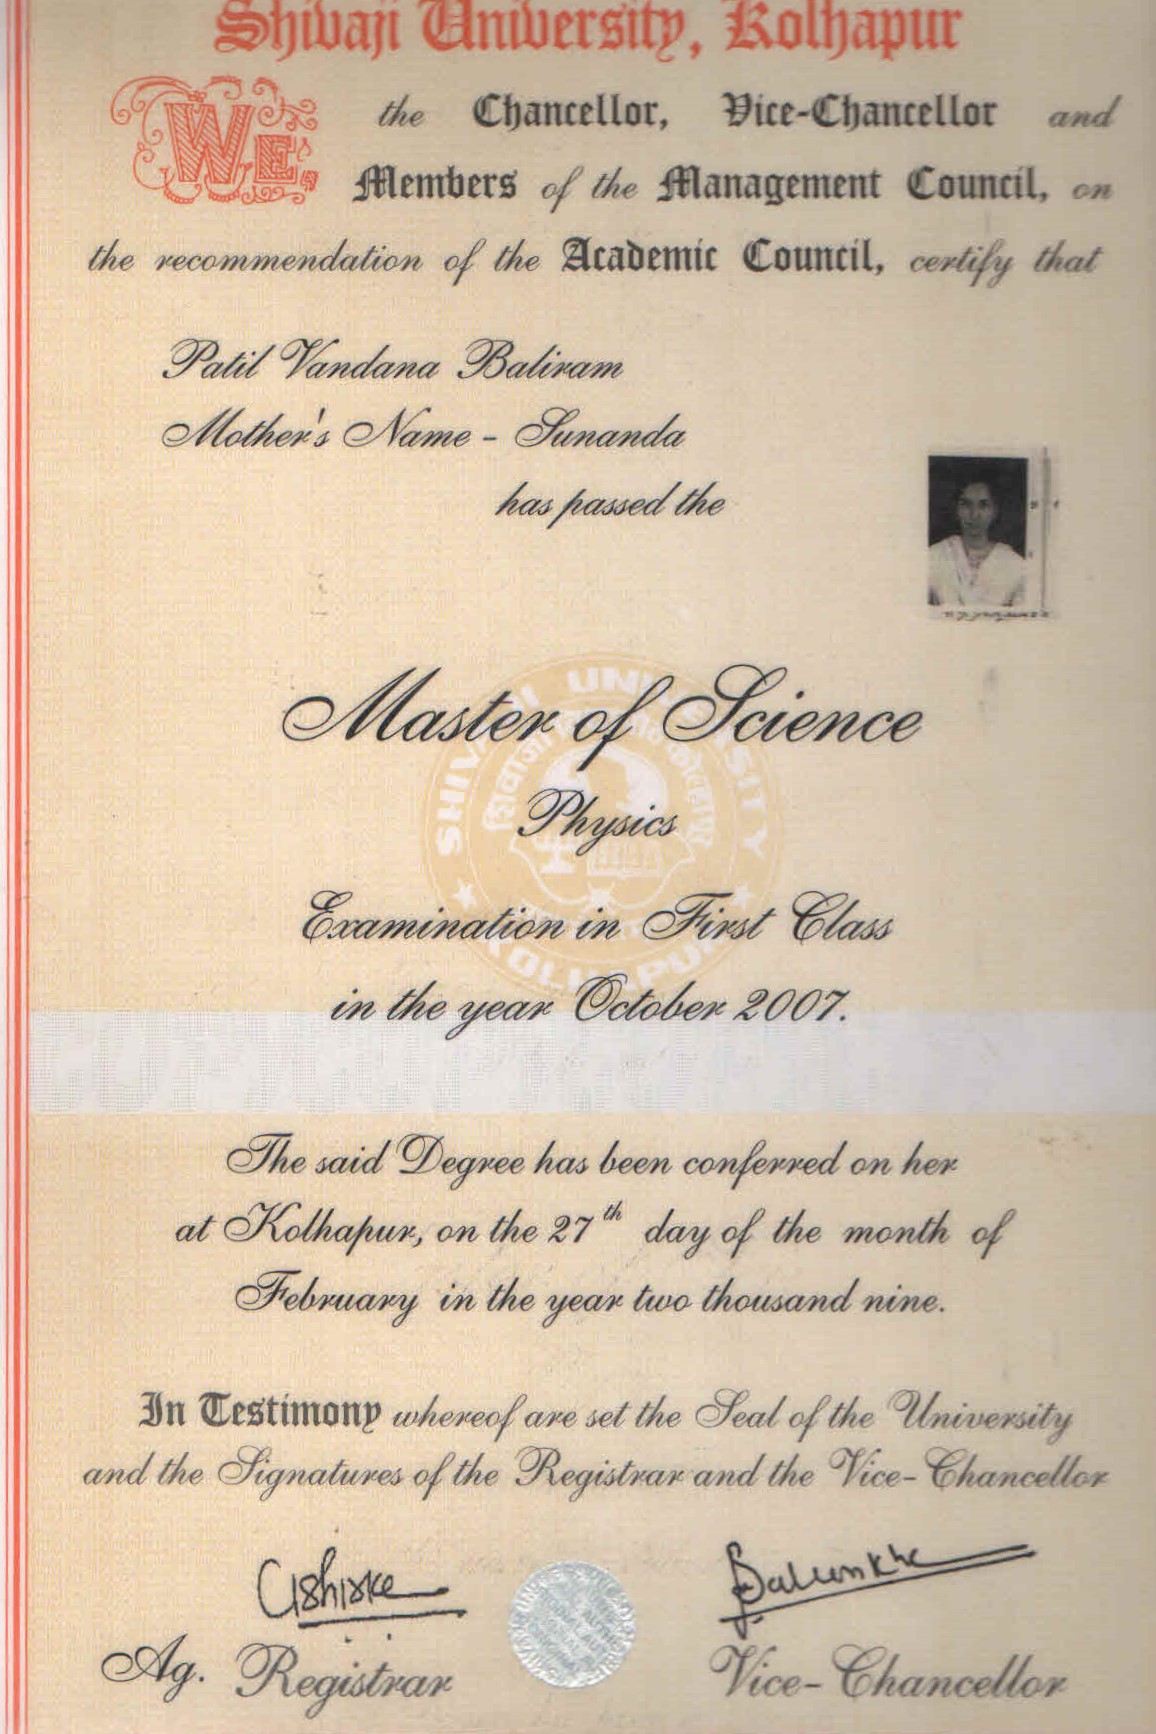 Shivaji University, Kolhapur
WE, the Chancellor, Vice-Chancellor and
Members of the Management Council, on
the recommendation of the Academic Council, certify that
Patil Vandana Baliram
Mother's Name - Sunanda
has passed the
Master of Science
Physics
Examination in First Class
in the year October 2007.
The said Degree has been conferred on her
at Kolhapur, on the 27th day of the month of
February in the year two thousand nine.
In Testimony whereof are set the Seal of the University
and the Signatures of the Registrar and the Vice-Chancellor
Ag. Registrar
Vice-Chancellor